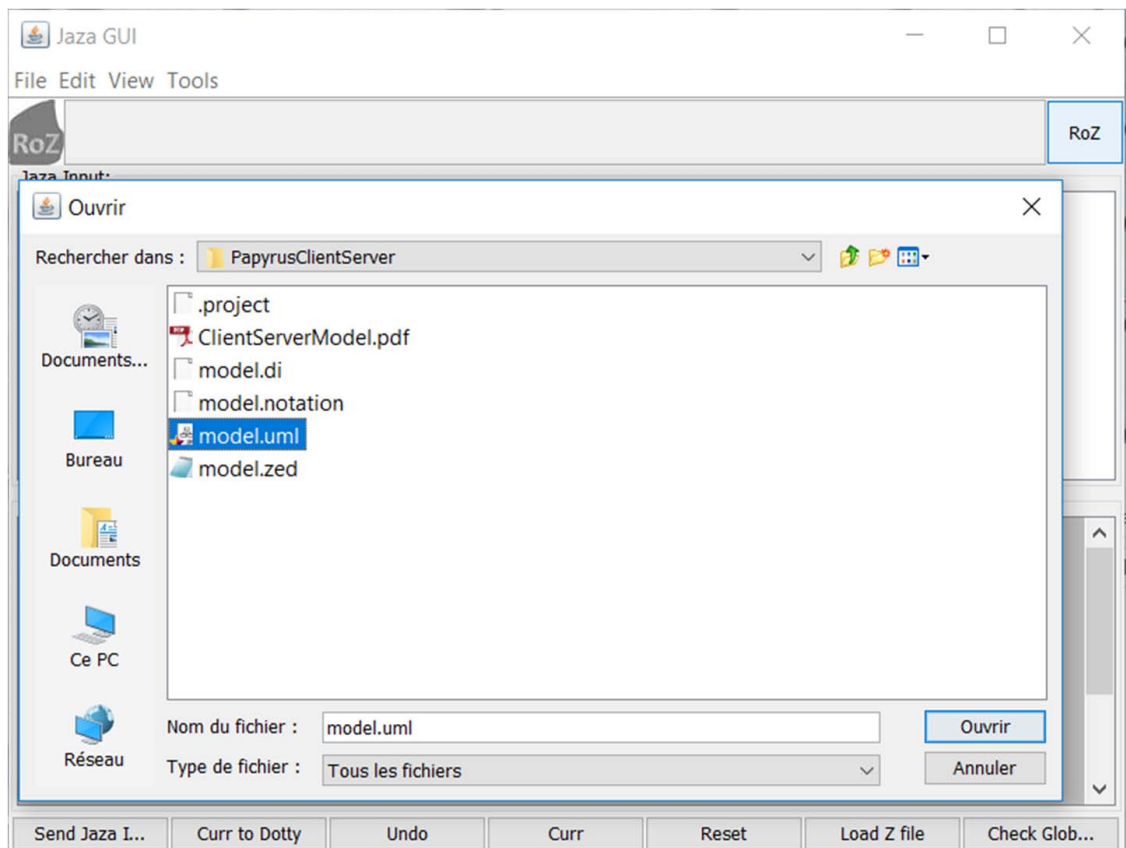 Jaza GUI
File Edit View Tools
RoZ
RoZ
Jaza Input:
Ouvrir
Rechercher dans :
PapyrusClientServer
.project
ClientServerModel.pdf
model.di
model.notation
model.uml
model.zed
Documents...
Bureau
Documents
Ce PC
Réseau
Nom du fichier :
model.uml
Ouvrir
Type de fichier :
Tous les fichiers
Annuler
Send Jaza I...
Curr to Dotty
Undo
Curr
Reset
Load Z file
Check Glob...